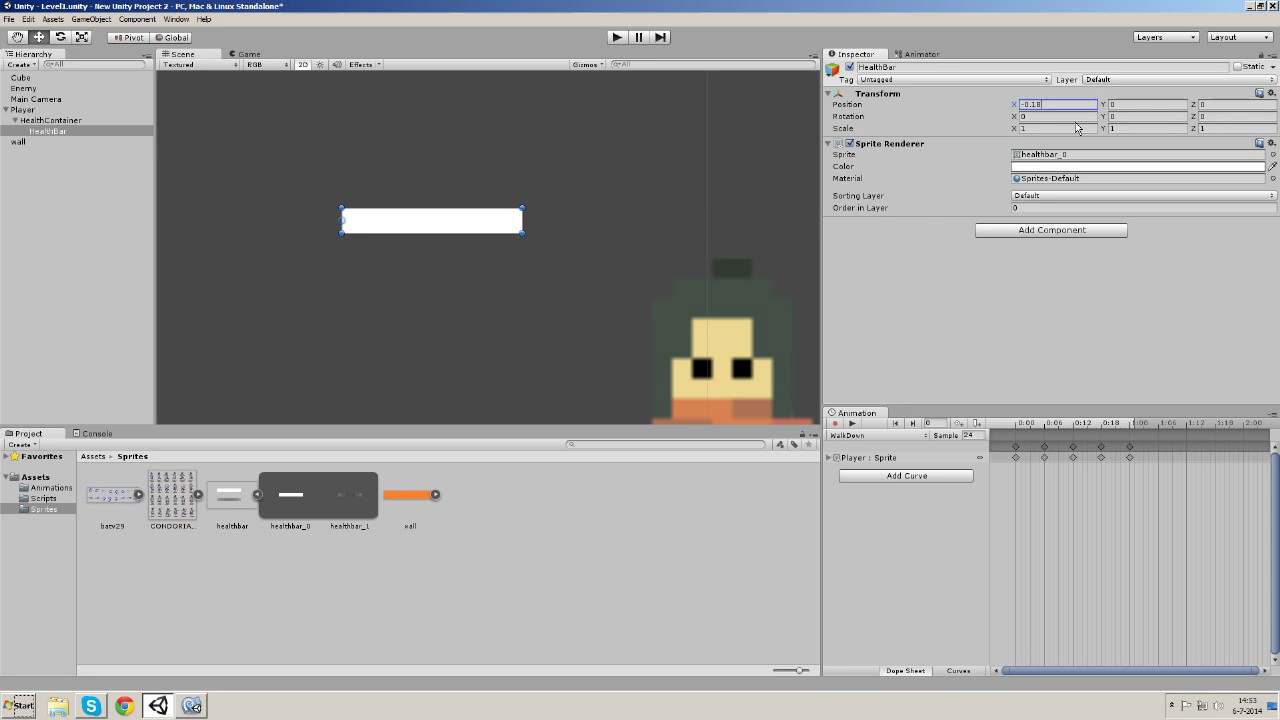 Unity - Level1.unity - New Unity Project 2 - PC, Mac & Linux Standalone*
File Edit Assets GameObject Component Window Help
Pivot Global
Layers Layout
Hierarchy
Create All
Cube
Enemy
Main Camera
Player
HealthContainer
HealthBar
wall
Scene Game
Textured RGB 2D Effects Gizmos All
Inspector Animator
HealthBar Static
Tag Untagged Layer Default
Transform
Position X -0.18 Y 0 Z 0
Rotation X 0 Y 0 Z 0
Scale X 1 Y 1 Z 1
Sprite Renderer
Sprite healthbar_0
Color
Material Sprites-Default
Sorting Layer Default
Order in Layer 0
Add Component
Animation
0 0:00 0:06 0:12 0:18 1:00 1:06 1:12 1:18 2:00
WalkDown Sample 24
Player : Sprite
Add Curve
Dope Sheet Curves
Project Console
Create
Favorites
Assets
Animations
Scripts
Sprites
Assets Sprites
batv29 healthbar healthbar_0 healthbar_1 wall
Start
14:53
6-7-2014